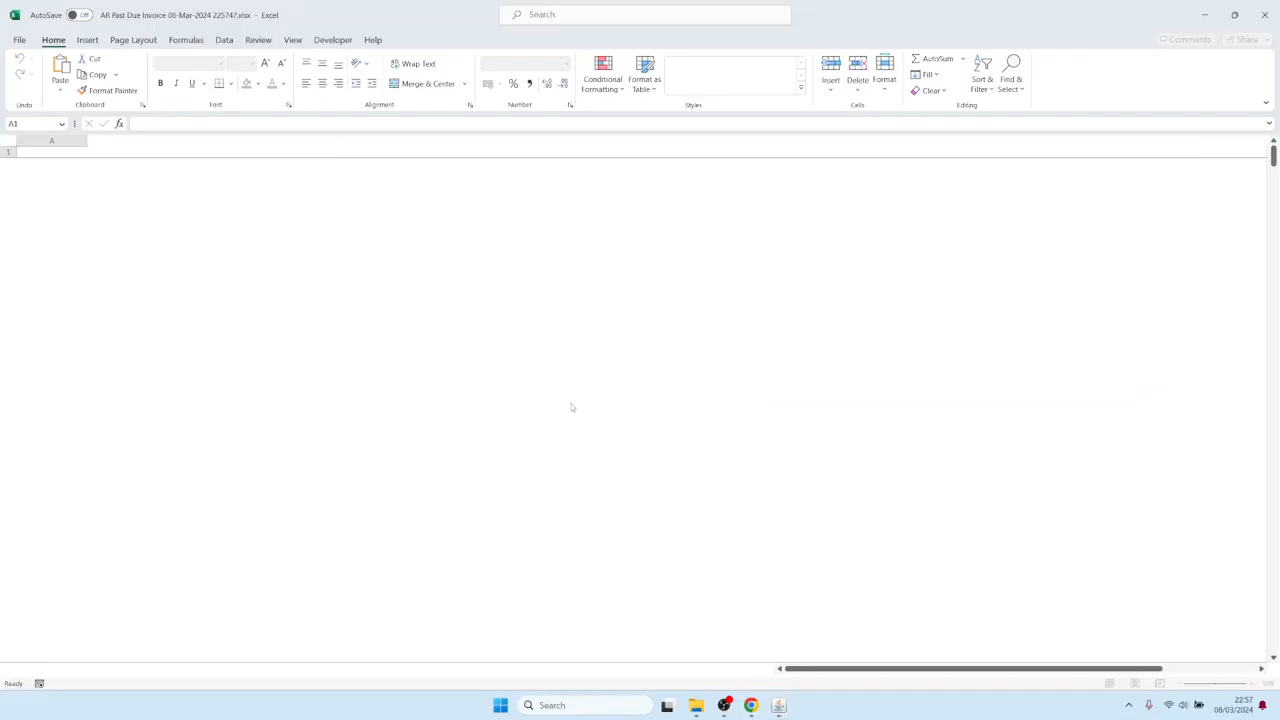 AutoSave Off AR Past Due Invoice 08-Mar-2024 225747.xlsx - Excel Search
File Home Insert Page Layout Formulas Data Review View Developer Help Comments Share
Paste Cut Copy Format Painter
Wrap Text Merge & Center
Conditional Formatting Format as Table
Insert Delete Format
AutoSum Fill Clear
Sort & Filter Find & Select
Undo Clipboard Font Alignment Number Styles Cells Editing
A1 fx
A
1
Ready
Search 22:57
08/03/2024